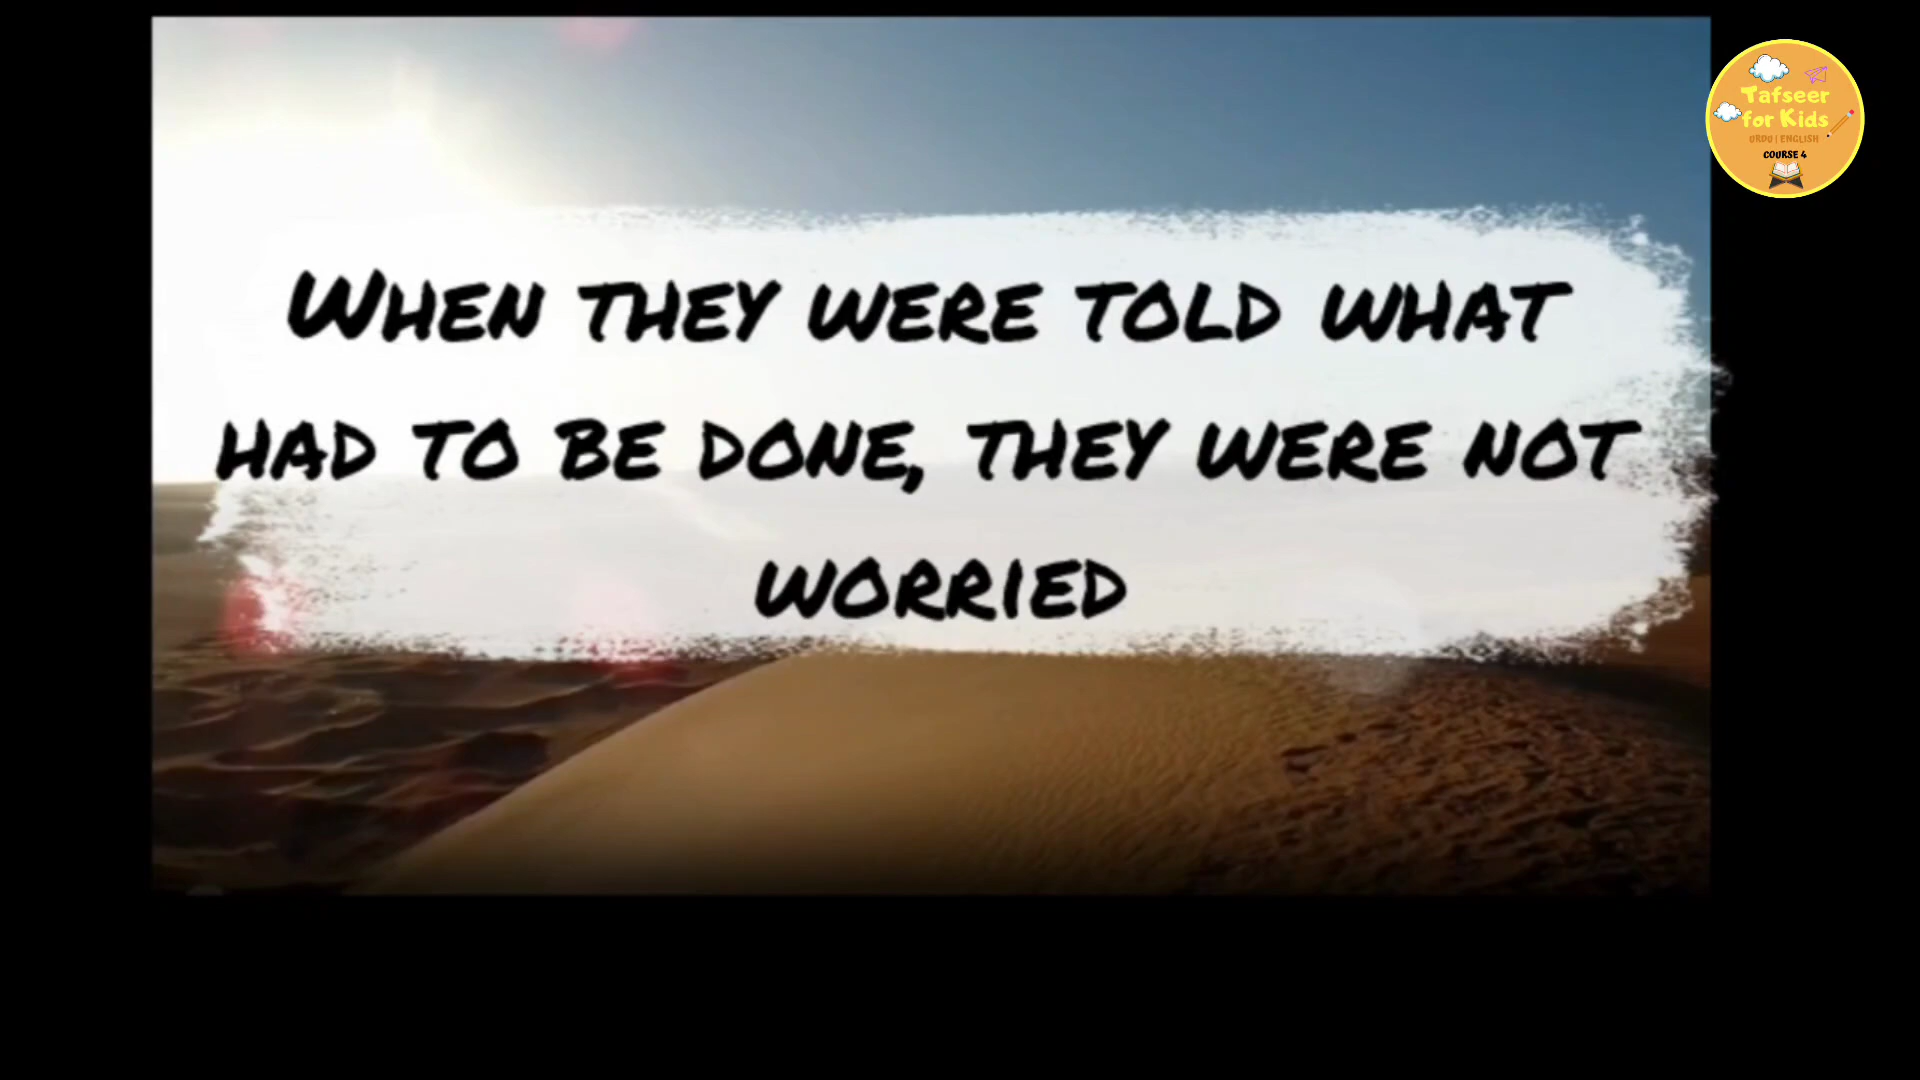 When they were told what
had to be done, they were not
worried
Tafseer
for Kids
URDU | ENGLISH
COURSE 4